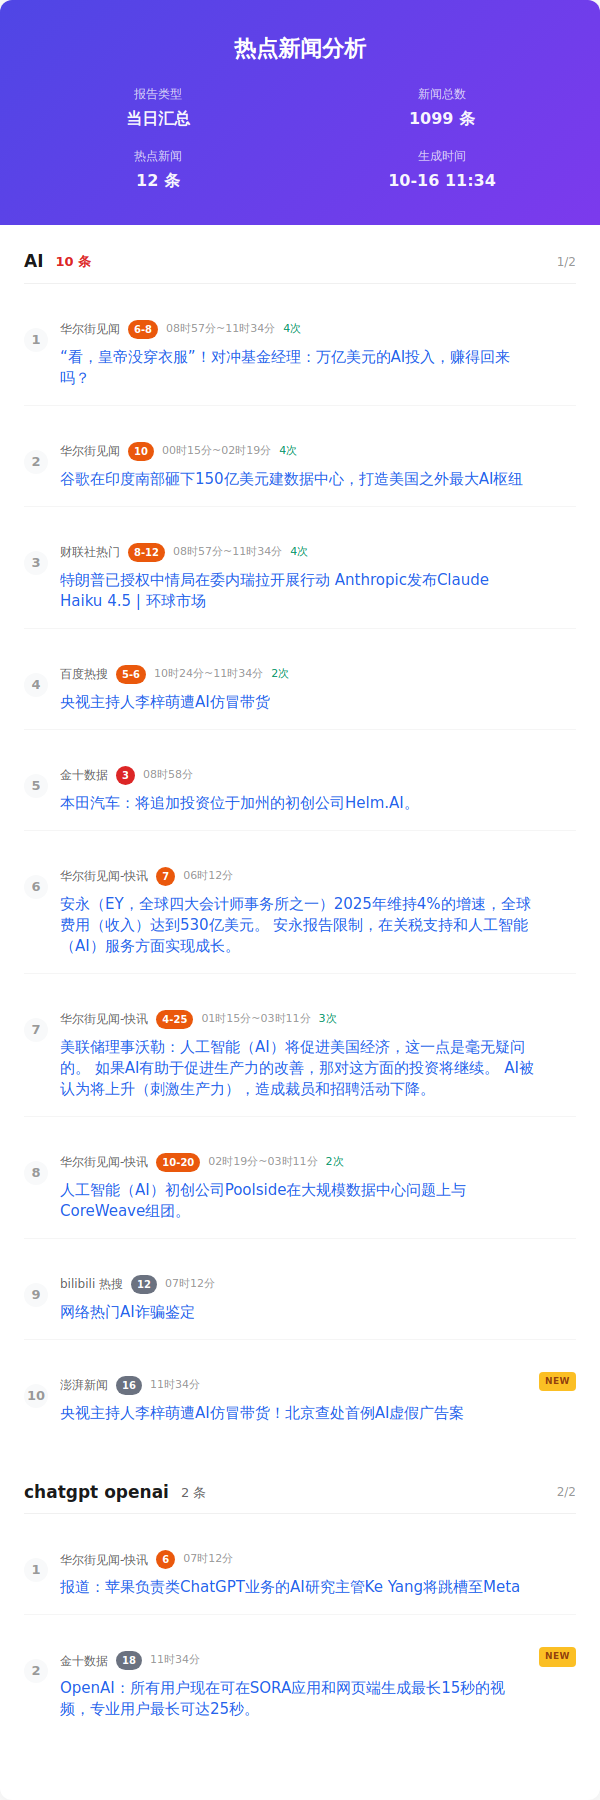 热点新闻分析
报告类型
新闻总数
当日汇总
1099 条
热点新闻
生成时间
12 条
10-16 11:34
AI 10 条 1/2
1
华尔街见闻 6-8 08时57分~11时34分 4次
“看，皇帝没穿衣服”！对冲基金经理：万亿美元的AI投入，赚得回来
吗？
2
华尔街见闻 10 00时15分~02时19分 4次
谷歌在印度南部砸下150亿美元建数据中心，打造美国之外最大AI枢纽
3
财联社热门 8-12 08时57分~11时34分 4次
特朗普已授权中情局在委内瑞拉开展行动 Anthropic发布Claude
Haiku 4.5 | 环球市场
4
百度热搜 5-6 10时24分~11时34分 2次
央视主持人李梓萌遭AI仿冒带货
5
金十数据 3 08时58分
本田汽车：将追加投资位于加州的初创公司Helm.AI。
6
华尔街见闻-快讯 7 06时12分
安永（EY，全球四大会计师事务所之一）2025年维持4%的增速，全球
费用（收入）达到530亿美元。 安永报告限制，在关税支持和人工智能
（AI）服务方面实现成长。
7
华尔街见闻-快讯 4-25 01时15分~03时11分 3次
美联储理事沃勒：人工智能（AI）将促进美国经济，这一点是毫无疑问
的。 如果AI有助于促进生产力的改善，那对这方面的投资将继续。 AI被
认为将上升（刺激生产力），造成裁员和招聘活动下降。
8
华尔街见闻-快讯 10-20 02时19分~03时11分 2次
人工智能（AI）初创公司Poolside在大规模数据中心问题上与
CoreWeave组团。
9
bilibili 热搜 12 07时12分
网络热门AI诈骗鉴定
10
澎湃新闻 16 11时34分 NEW
央视主持人李梓萌遭AI仿冒带货！北京查处首例AI虚假广告案
chatgpt openai 2 条 2/2
1
华尔街见闻-快讯 6 07时12分
报道：苹果负责类ChatGPT业务的AI研究主管Ke Yang将跳槽至Meta
2
金十数据 18 11时34分 NEW
OpenAI：所有用户现在可在SORA应用和网页端生成最长15秒的视
频，专业用户最长可达25秒。